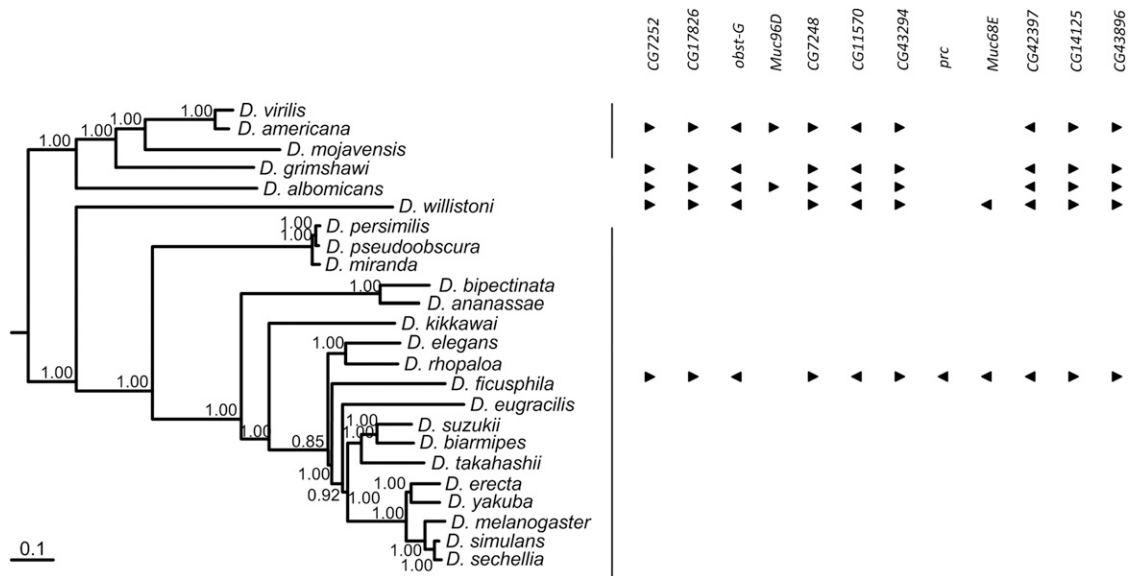 CG7252
CG17826
obst-G
Muc96D
CG7248
CG11570
CG43294
prc
Muc68E
CG42397
CG14125
CG43896
1.00 D. virilis
1.00 1.00 D. americana
1.00 D. mojavensis
D. grimshawi
D. albomicans
D. willistoni
1.00 D. persimilis
1.00 D. pseudoobscura
D. miranda
1.00 D. bipectinata
D. ananassae
D. kikkawai
1.00 D. elegans
D. rhopaloa
1.00 1.00 D. ficusphila
D. eugracilis
1.00 1.00 D. suzukii
1.00 0.85 1.00 D. biarmipes
D. takahashii
1.00 1.00 D. erecta
0.92 1.00 D. yakuba
1.00 D. melanogaster
0.1 1.00 D. simulans
1.00 D. sechellia